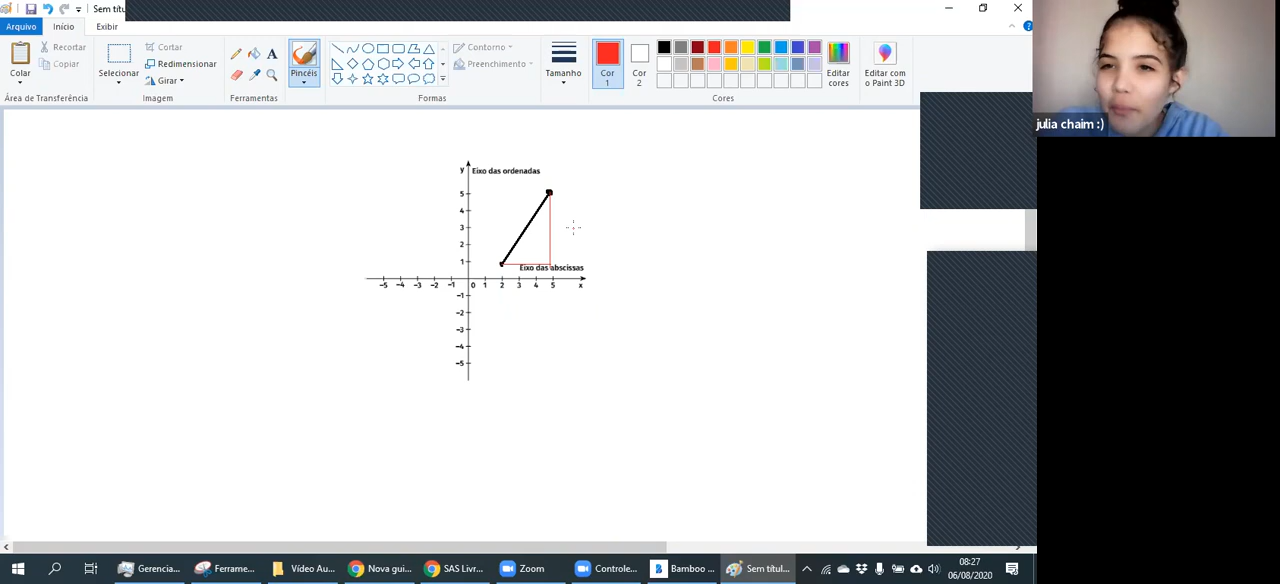 Sem títu
Arquivo Início Exibir
Colar
Recortar
Copiar
Área de Transferência
Selecionar
Cortar
Redimensionar
Girar
Imagem
Ferramentas
A
Pincéis
Contorno
Preenchimento
Formas
Tamanho
Cor
1
Cor
2
Editar
cores
Cores
Editar com
o Paint 3D
julia chaim :)
y Eixo das ordenadas
5
4
3
2
1
Eixo das abscissas
-5 -4 -3 -2 -1 0 1 2 3 4 5 x
-1
-2
-3
-4
-5
Gerencia... Ferrame... Vídeo Au... Nova gui... SAS Livr... Zoom Controle... Bamboo ... Sem títul...
08:27
06/08/2020